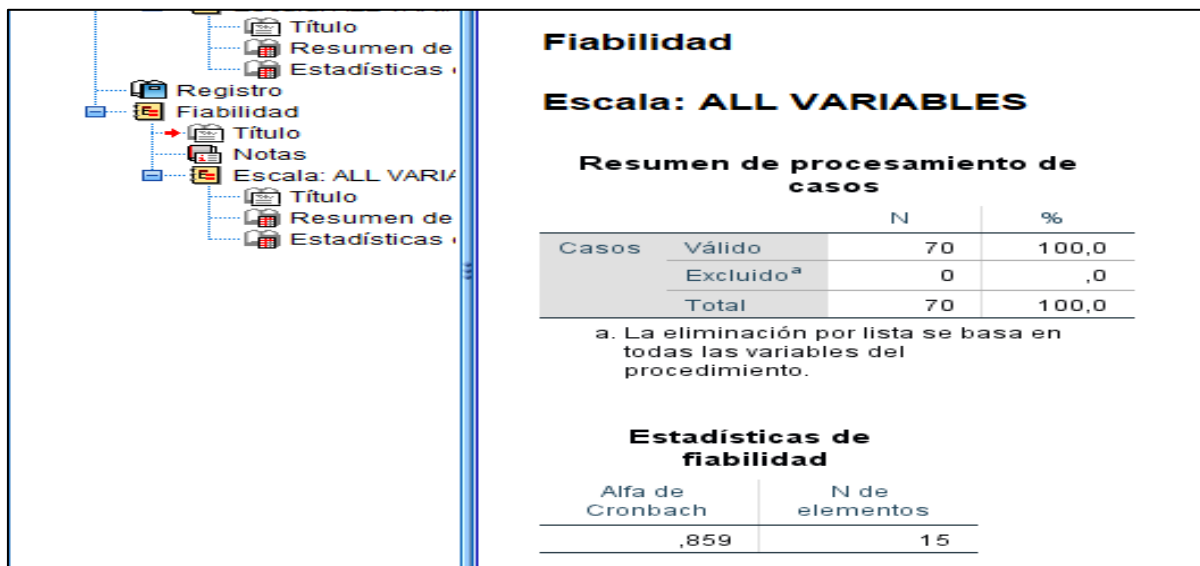 Título
Resumen de
Estadísticas
Registro
Fiabilidad
Título
Notas
Escala: ALL VARIA
Título
Resumen de
Estadísticas
Fiabilidad
Escala: ALL VARIABLES
Resumen de procesamiento de
casos
N %
Casos Válido 70 100,0
Excluido a 0 ,0
Total 70 100,0
a. La eliminación por lista se basa en
todas las variables del
procedimiento.
Estadísticas de
fiabilidad
Alfa de N de
Cronbach elementos
,859 15